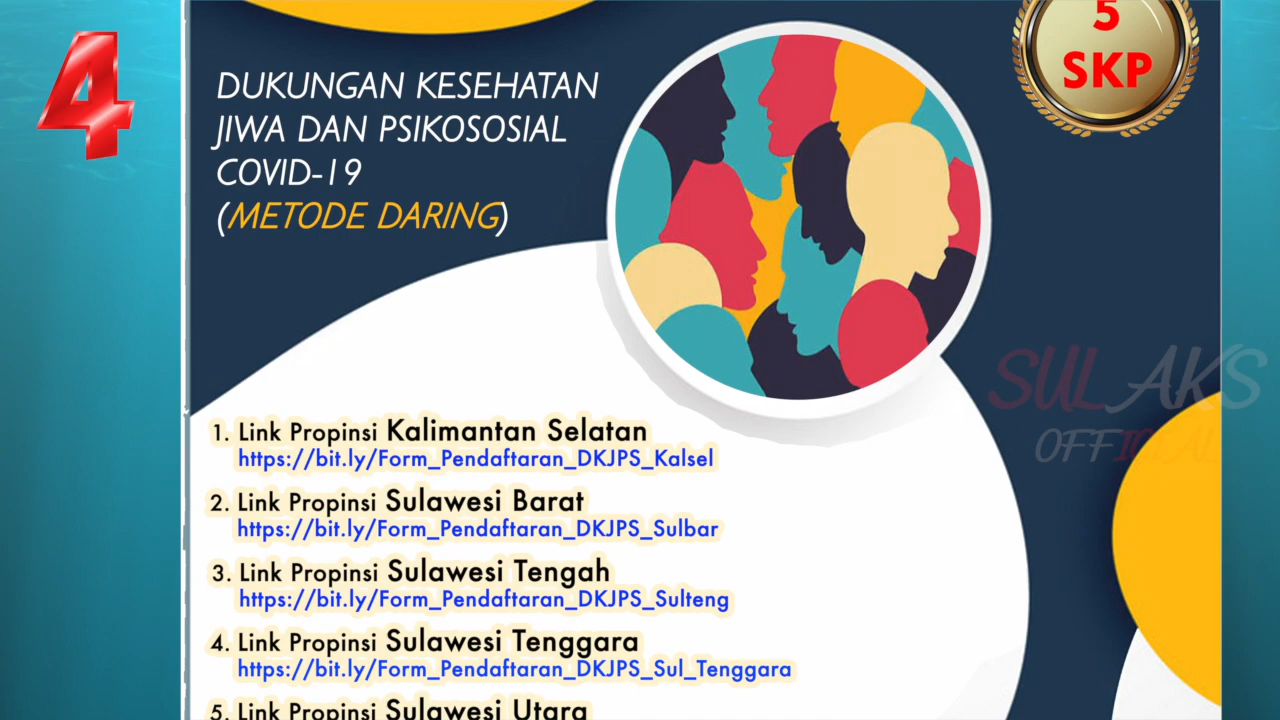 4
5
SKP
DUKUNGAN KESEHATAN
JIWA DAN PSIKOSOSIAL
COVID-19
(METODE DARING)
SULAKS
OFFICIAL
1. Link Propinsi Kalimantan Selatan
https://bit.ly/Form_Pendaftaran_DKJPS_Kalsel
2. Link Propinsi Sulawesi Barat
https://bit.ly/Form_Pendaftaran_DKJPS_Sulbar
3. Link Propinsi Sulawesi Tengah
https://bit.ly/Form_Pendaftaran_DKJPS_Sulteng
4. Link Propinsi Sulawesi Tenggara
https://bit.ly/Form_Pendaftaran_DKJPS_Sul_Tenggara
5. Link Propinsi Sulawesi Utara